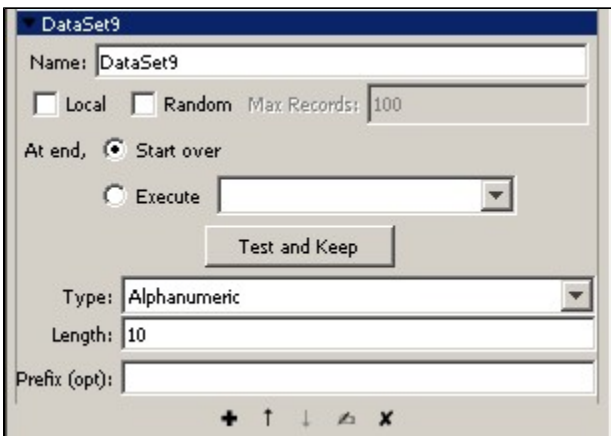 DataSet9
Name: DataSet9
Local Random Max Records: 100
At end, Start over
Execute
Test and Keep
Type: Alphanumeric
Length: 10
Prefix (opt):